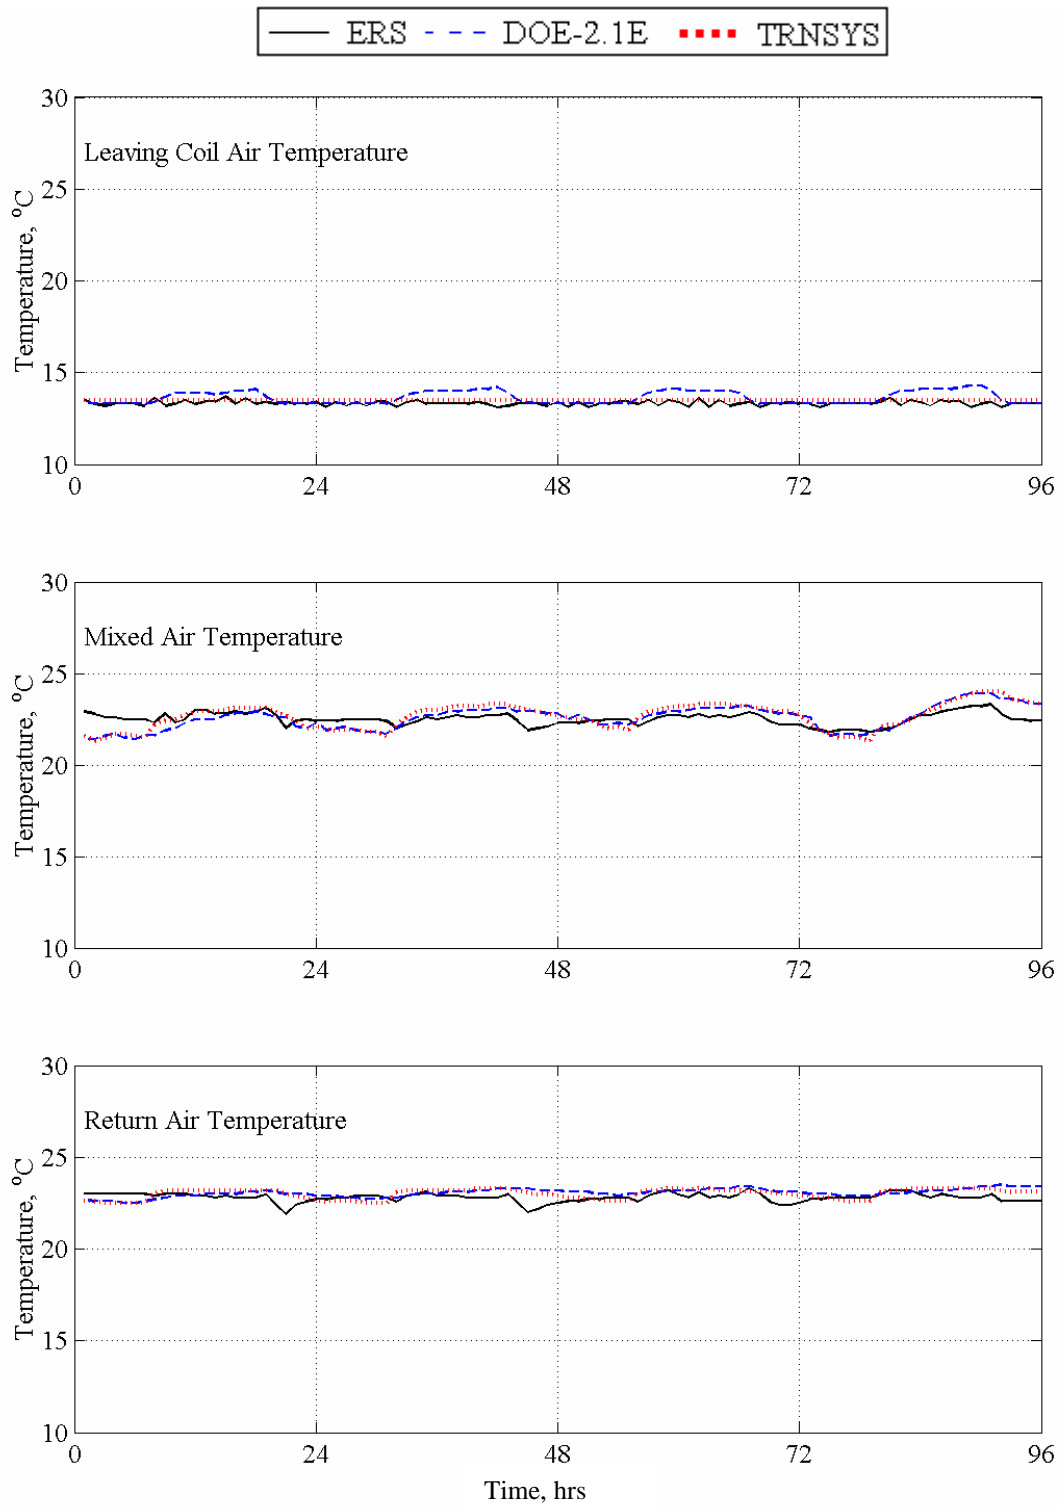 ERS DOE-2.1E TRNSYS
30
Leaving Coil Air Temperature
25
20
15
10
Temperature, °C
0 24 48 72 96
30
Mixed Air Temperature
25
20
15
10
Temperature, °C
0 24 48 72 96
30
Return Air Temperature
25
20
15
10
Temperature, °C
0 24 48 72 96
Time, hrs